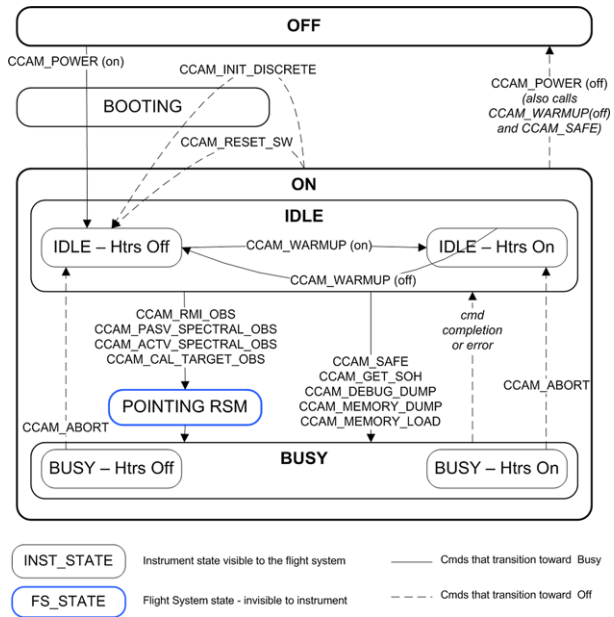 OFF
CCAM_POWER (on)
CCAM_INIT_DISCRETE
CCAM_POWER (off)
(also calls
CCAM_WARMUP(off)
and CCAM_SAFE)
BOOTING
CCAM_RESET_SW
ON
IDLE
IDLE – Htrs Off
CCAM_WARMUP (on)
IDLE – Htrs On
CCAM_WARMUP (off)
CCAM_RMI_OBS
CCAM_PASV_SPECTRAL_OBS
CCAM_ACTV_SPECTRAL_OBS
CCAM_CAL_TARGET_OBS
cmd
completion
or error
CCAM_SAFE
CCAM_GET_SOH
CCAM_DEBUG_DUMP
CCAM_MEMORY_DUMP
CCAM_MEMORY_LOAD
CCAM_ABORT
POINTING RSM
CCAM_ABORT
BUSY
BUSY – Htrs Off
BUSY – Htrs On
INST_STATE
Instrument state visible to the flight system
Cmds that transition toward Busy
FS_STATE
Flight System state - invisible to instrument
Cmds that transition toward Off